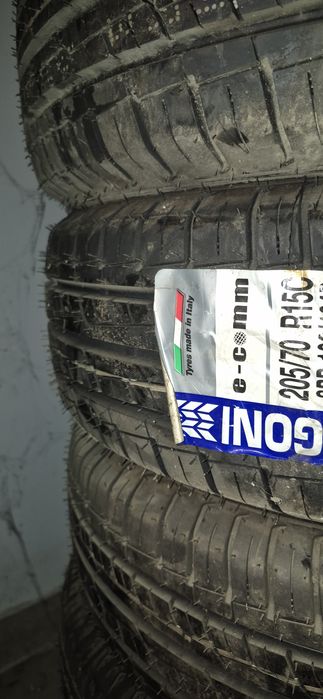 Tyres made in Italy
e-comm
205/70 R15C
GONI